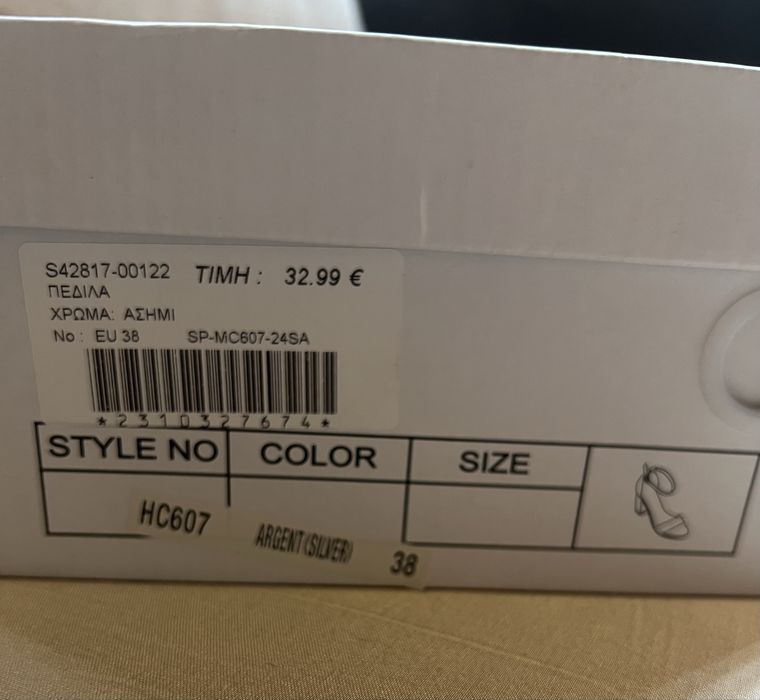 S42817-00122 ΤΙΜΗ : 32.99 €
ΠΕΔΙΛΑ
ΧΡΩΜΑ: ΑΣΗΜΙ
No : EU 38 SP-MC607-24SA
*2310327674*
STYLE NO COLOR SIZE
HC607 ARGENT(SILVER) 38